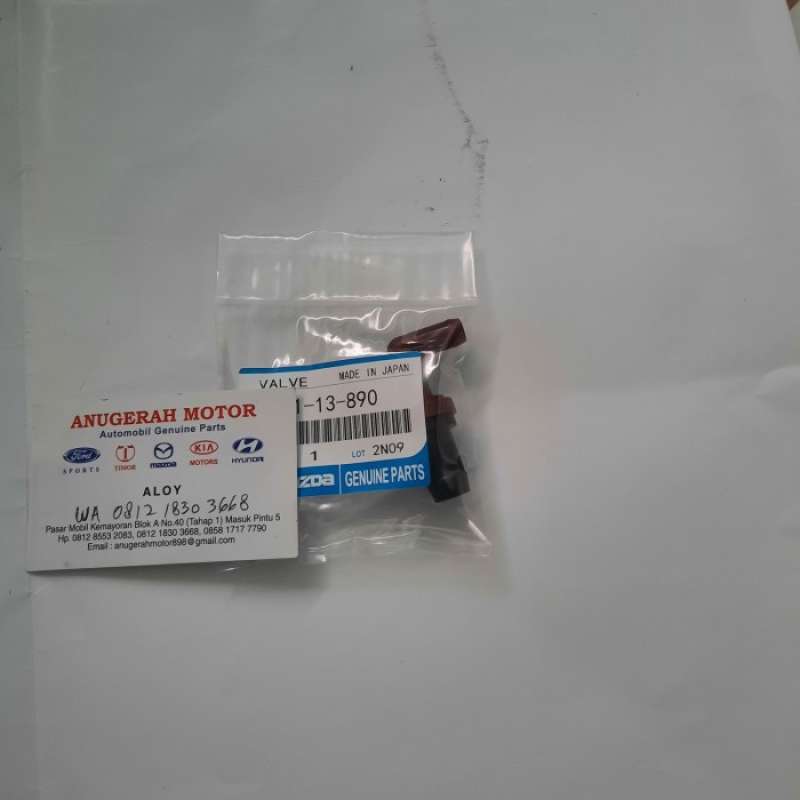 VALVE MADE IN JAPAN
1-13-890
1 LOT 2N09
mazda GENUINE PARTS
ANUGERAH MOTOR
Automobil Genuine Parts
Ford TIMOR mazda KIA HYUNDAI
SPORTS MOTORS
ALOY
WA 0812 1830 3668
Pasar Mobil Kemayoran Blok A No.40 (Tahap 1) Masuk Pintu 5
Hp. 0812 8553 2083, 0812 1830 3668, 0858 1717 7790
Email : anugerahmotor898@gmail.com